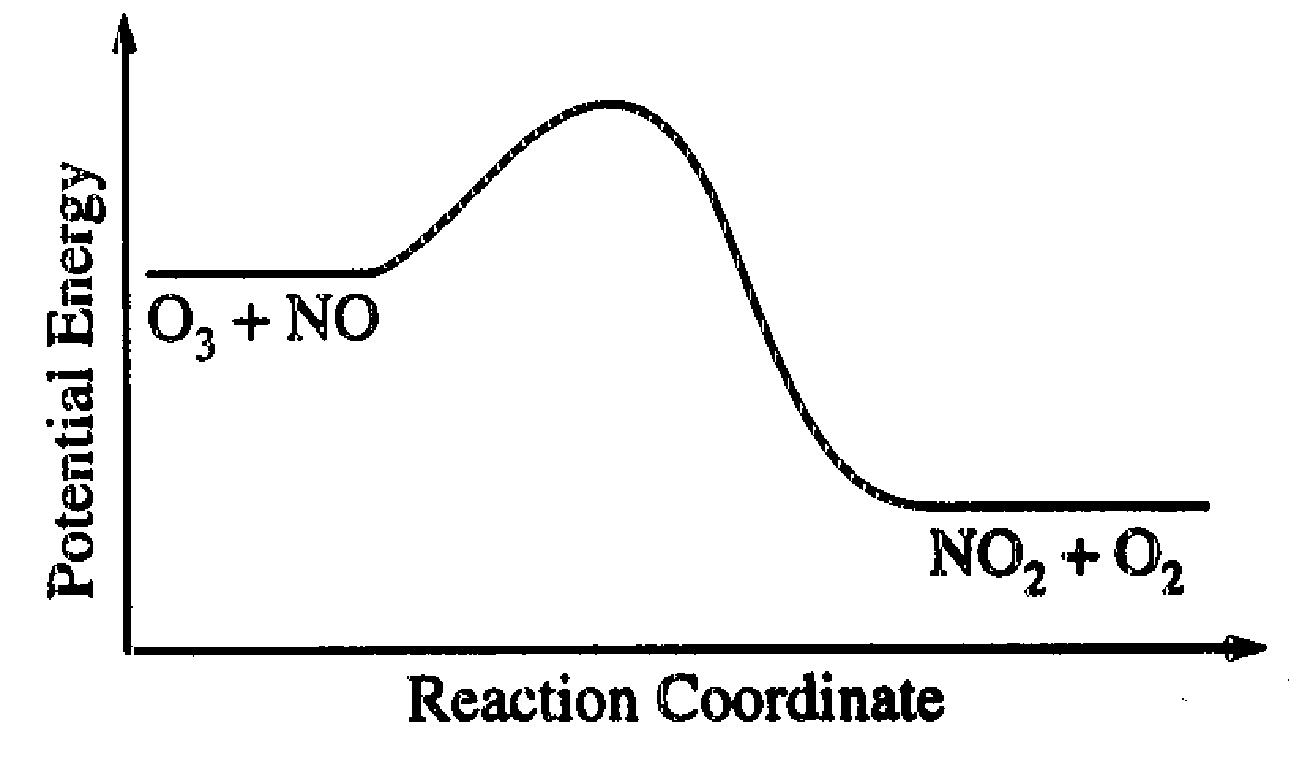 Potential Energy
O₃ + NO
NO₂ + O₂
Reaction Coordinate